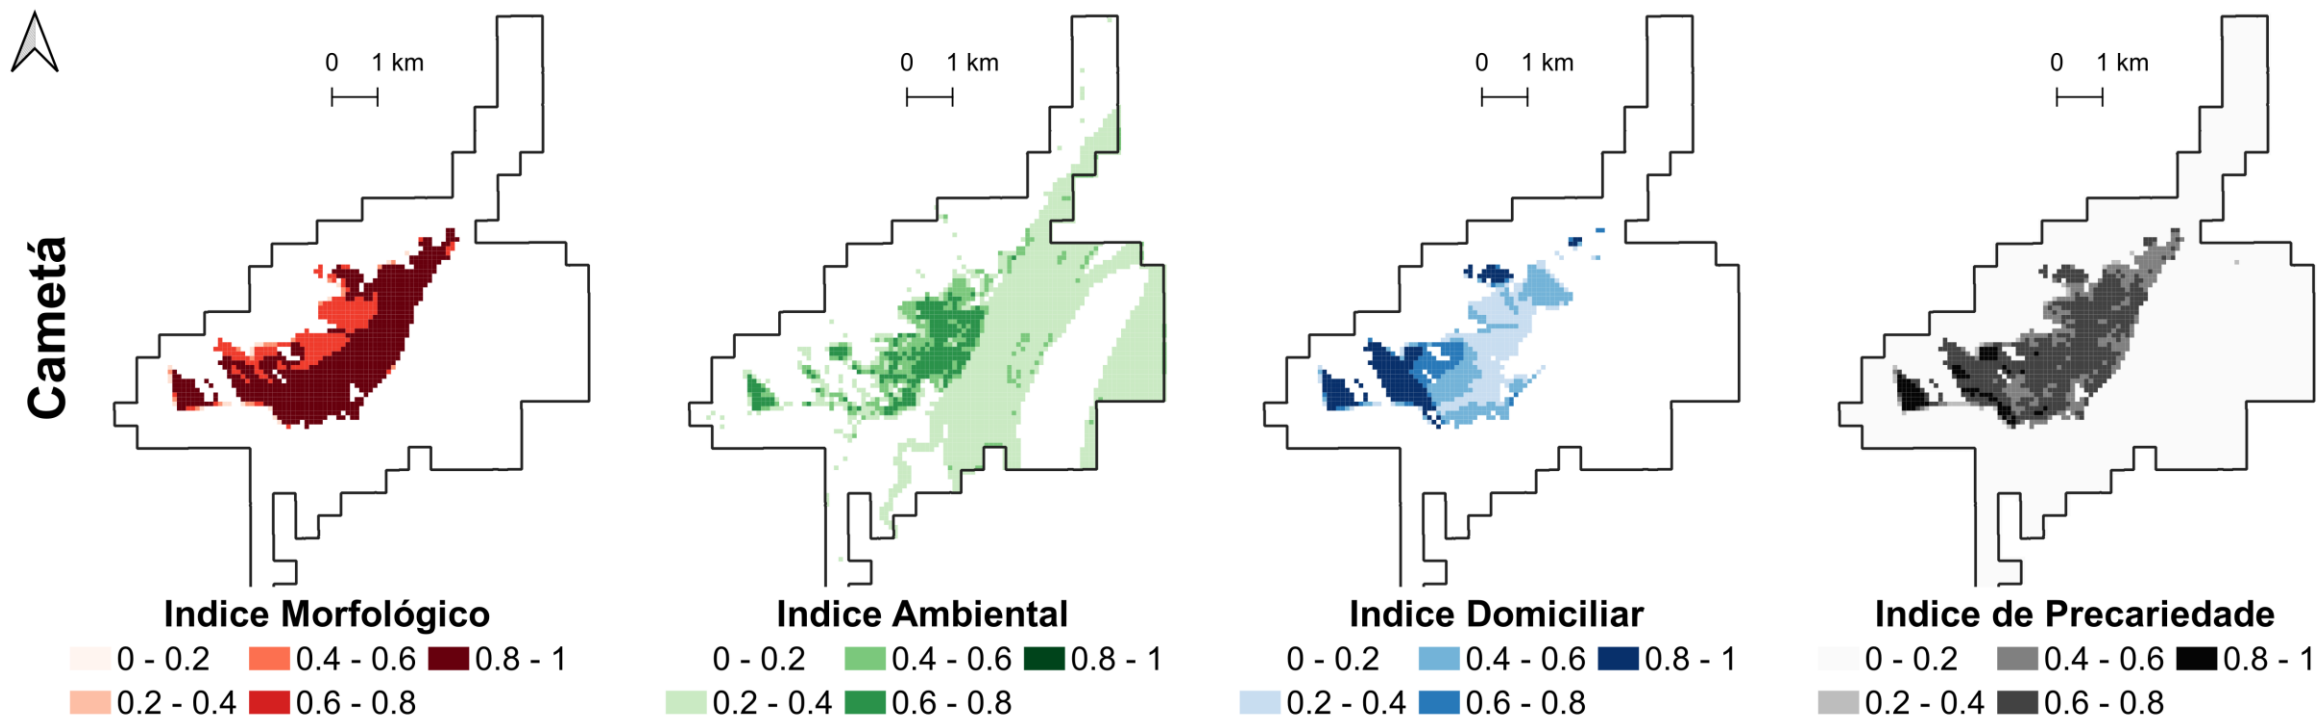 0 1 km
0 1 km
0 1 km
0 1 km
Cametá
Indice Morfológico
0 - 0.2
0.4 - 0.6
0.8 - 1
0.2 - 0.4
0.6 - 0.8
Indice Ambiental
0 - 0.2
0.4 - 0.6
0.8 - 1
0.2 - 0.4
0.6 - 0.8
Indice Domiciliar
0 - 0.2
0.4 - 0.6
0.8 - 1
0.2 - 0.4
0.6 - 0.8
Indice de Precariedade
0 - 0.2
0.4 - 0.6
0.8 - 1
0.2 - 0.4
0.6 - 0.8